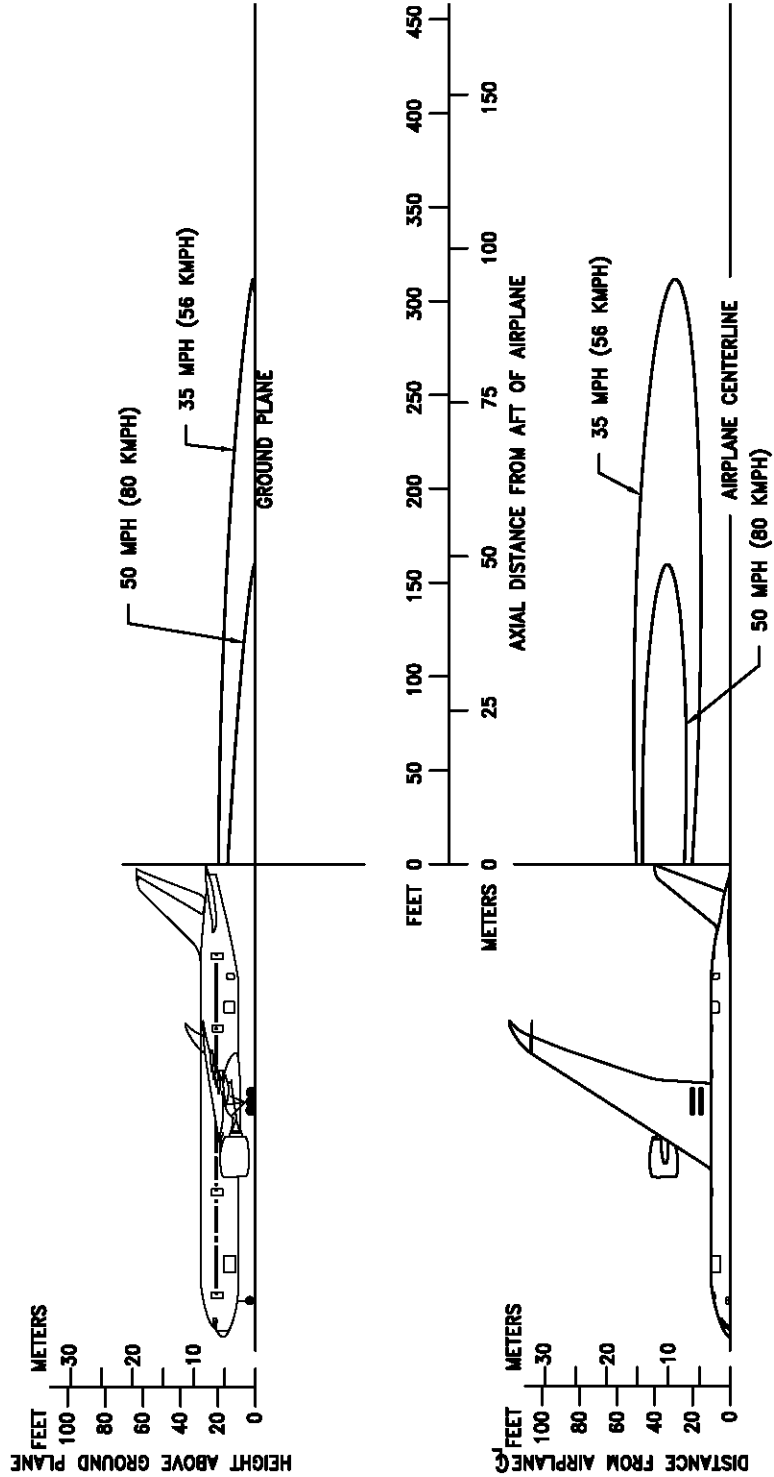 HEIGHT ABOVE GROUND PLANE
FEET
METERS
100
80
60
40
20
0
30
20
10
50 MPH (80 KMPH)
35 MPH (56 KMPH)
GROUND PLANE
FEET
0
50
100
150
200
250
300
350
400
450
METERS
0
25
50
75
100
150
AXIAL DISTANCE FROM AFT OF AIRPLANE
DISTANCE FROM AIRPLANE ℄
FEET
METERS
100
80
60
40
20
0
30
20
10
35 MPH (56 KMPH)
AIRPLANE CENTERLINE
50 MPH (80 KMPH)